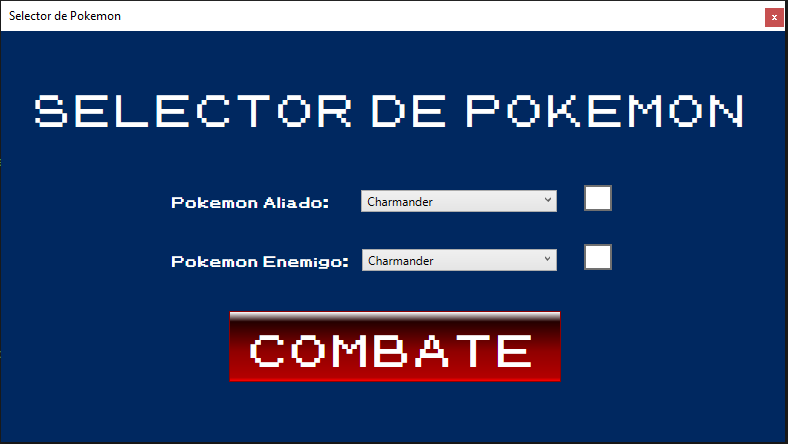 Selector de Pokemon
x
SELECTOR DE POKEMON
Pokemon Aliado: Charmander
Pokemon Enemigo: Charmander
COMBATE